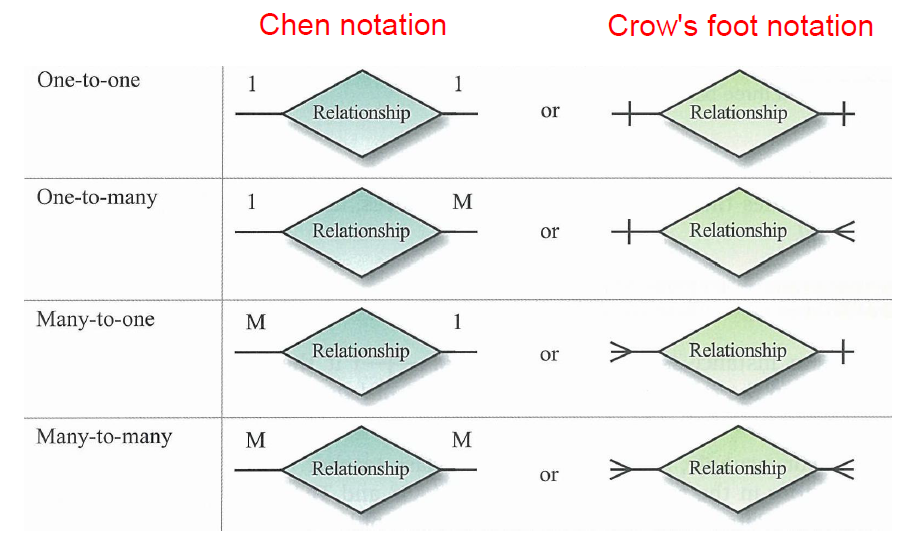 Chen notation Crow's foot notation
One-to-one 1 Relationship 1 or Relationship
One-to-many 1 Relationship M or Relationship
Many-to-one M Relationship 1 or Relationship
Many-to-many M Relationship M or Relationship